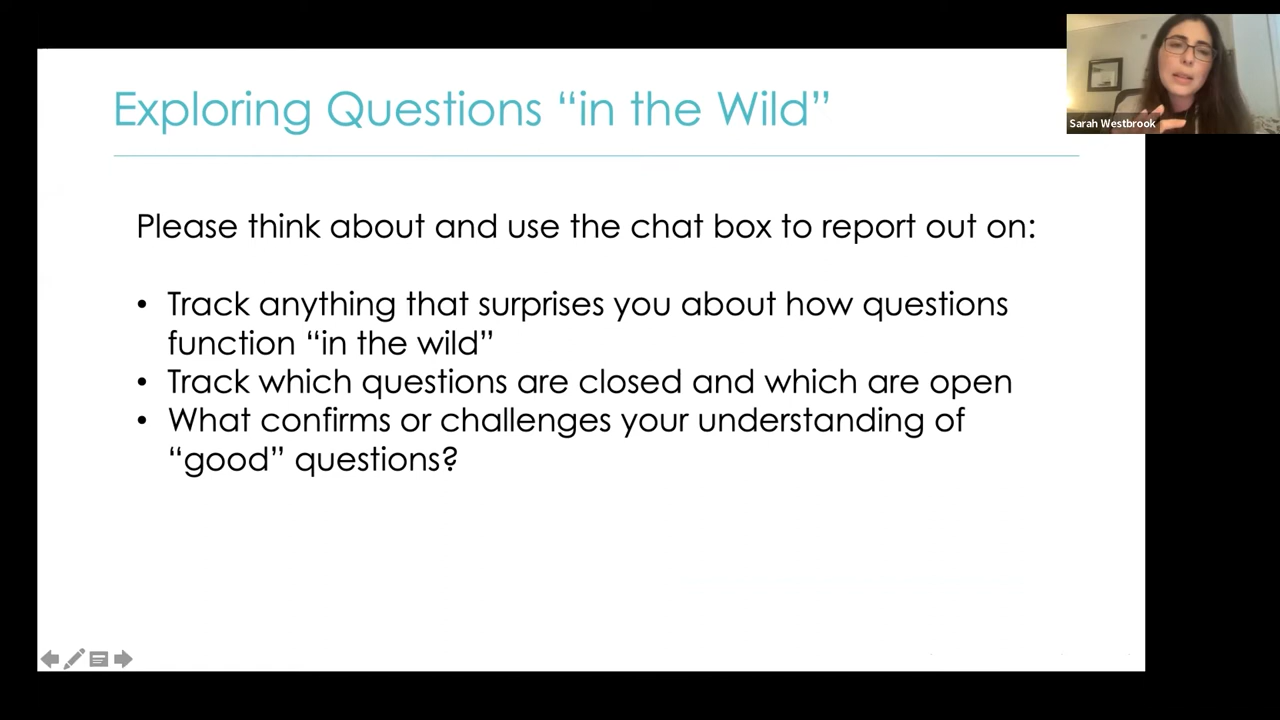 Exploring Questions “in the Wild”
Sarah Westbrook
Please think about and use the chat box to report out on:
• Track anything that surprises you about how questions
function “in the wild”
• Track which questions are closed and which are open
• What confirms or challenges your understanding of
“good” questions?